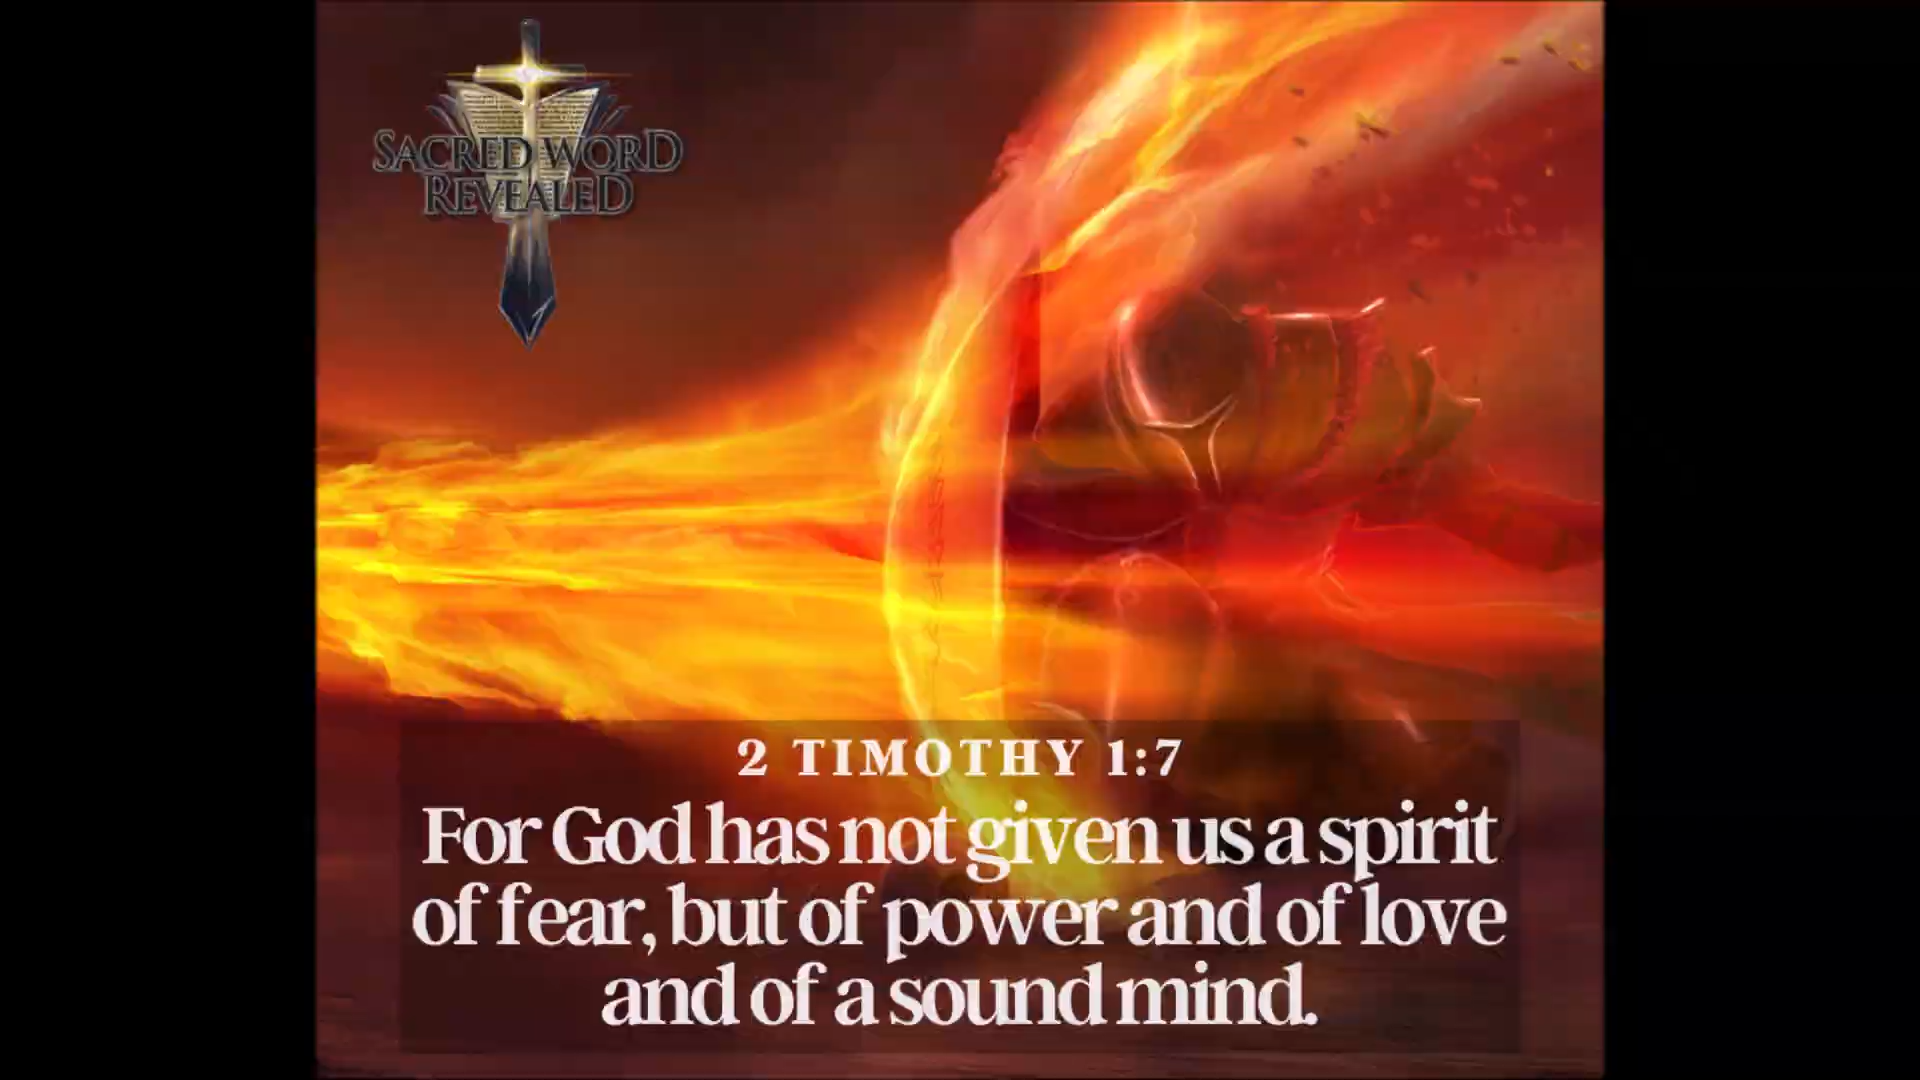 SACRED WORD
REVEALED
2 TIMOTHY 1:7
For God has not given us a spirit
of fear, but of power and of love
and of a sound mind.